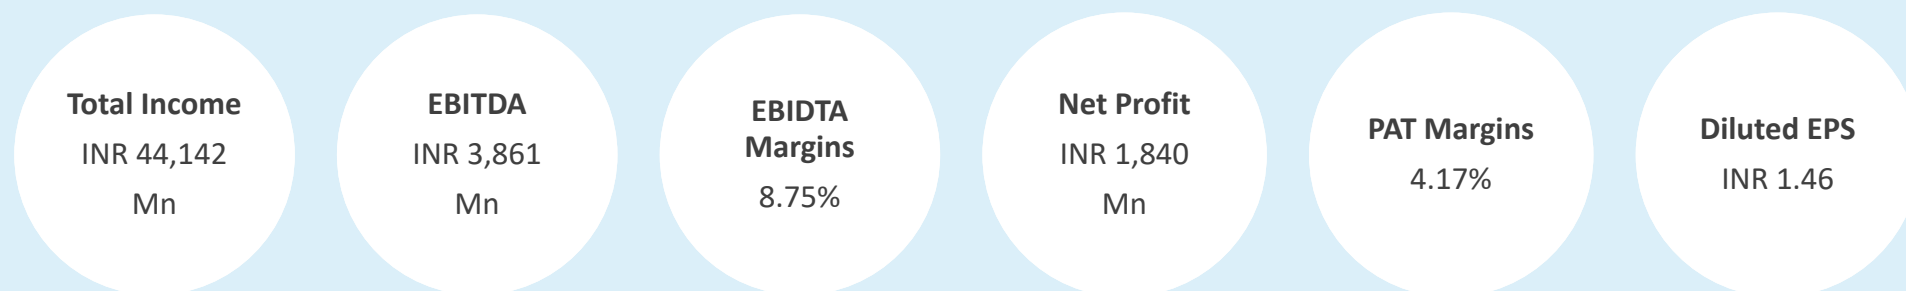 Total Income
INR 44,142
Mn
EBITDA
INR 3,861
Mn
EBIDTA
Margins
8.75%
Net Profit
INR 1,840
Mn
PAT Margins
4.17%
Diluted EPS
INR 1.46